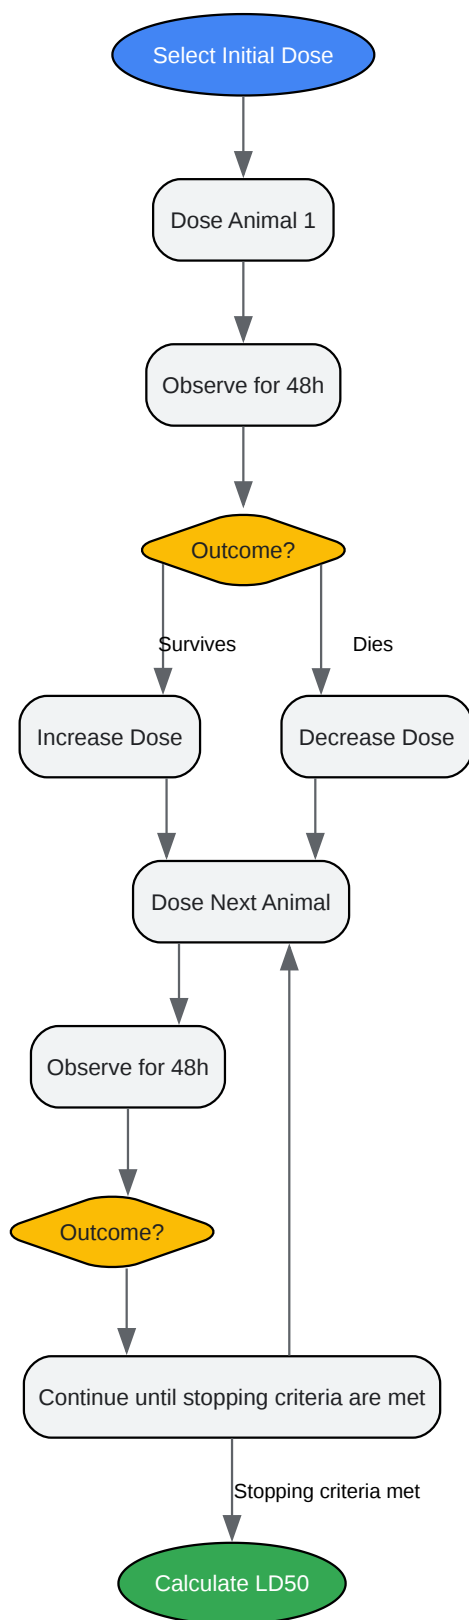 Select Initial Dose
Dose Animal 1
Observe for 48h
Outcome?
Survives
Dies
Increase Dose
Decrease Dose
Dose Next Animal
Observe for 48h
Outcome?
Continue until stopping criteria are met
Stopping criteria met
Calculate LD50